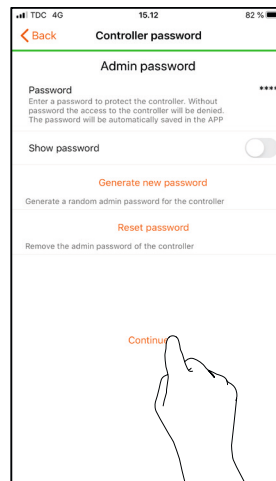 TDC 4G 15.12 82 %
Back Controller password
Admin password
Password ****
Enter a password to protect the controller. Without
password the access to the controller will be denied.
The password will be automatically saved in the APP
Show password
Generate new password
Generate a random admin password for the controller
Reset password
Remove the admin password of the controller
Continue